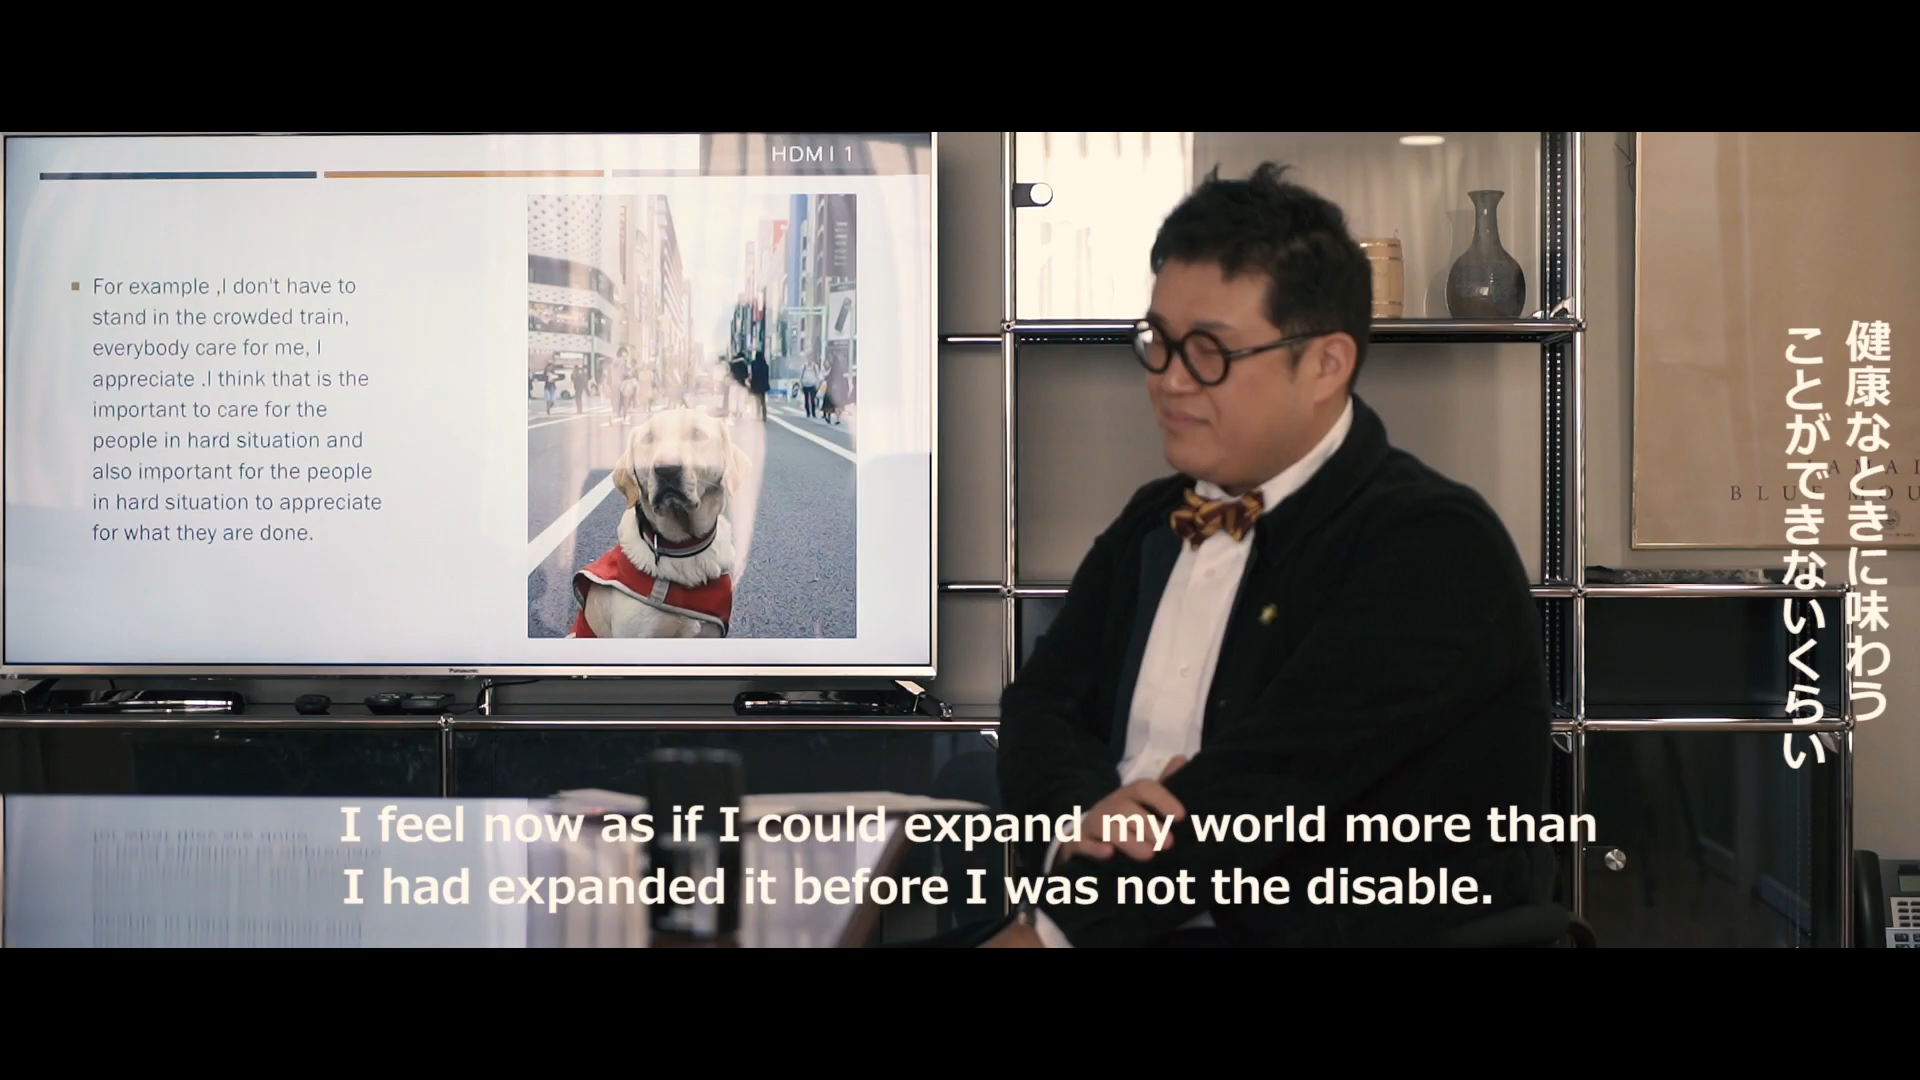 HDMI 1
For example ,I don't have to
stand in the crowded train,
everybody care for me, I
appreciate .I think that is the
important to care for the
people in hard situation and
also important for the people
in hard situation to appreciate
for what they are done.
Panasonic
健康なときに味わう
ことができないくらい
AMAI
BLUE MOU
I feel now as if I could expand my world more than
I had expanded it before I was not the disable.